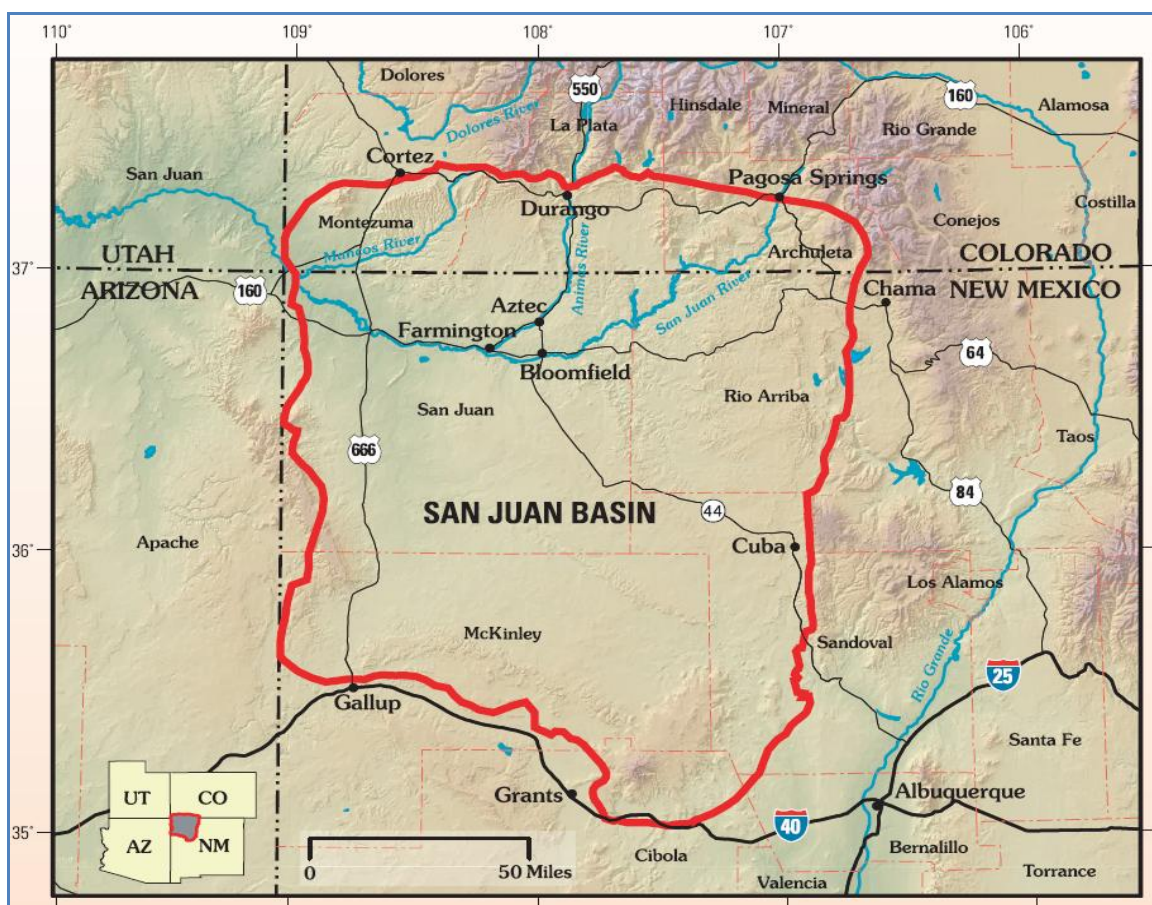 110° 109° 108° 107° 106°
Dolores
550
Hinsdale
Mineral
160
Alamosa
La Plata
Dolores River
Rio Grande
Cortez
San Juan
Pagosa Springs
Durango
Costilla
Montezuma
Conejos
Mancos River
Animas River
Archuleta
UTAH
COLORADO
37°
ARIZONA
160
San Juan River
Chama
NEW MEXICO
Aztec
Farmington
64
Bloomfield
Rio Arriba
San Juan
Taos
666
84
SAN JUAN BASIN
44
Apache
36°
Cuba
Los Alamos
McKinley
Sandoval
Rio Grande
25
Gallup
Santa Fe
UT
CO
Grants
Albuquerque
AZ
NM
35°
40
0
50 Miles
Cibola
Bernalillo
Valencia
Torrance